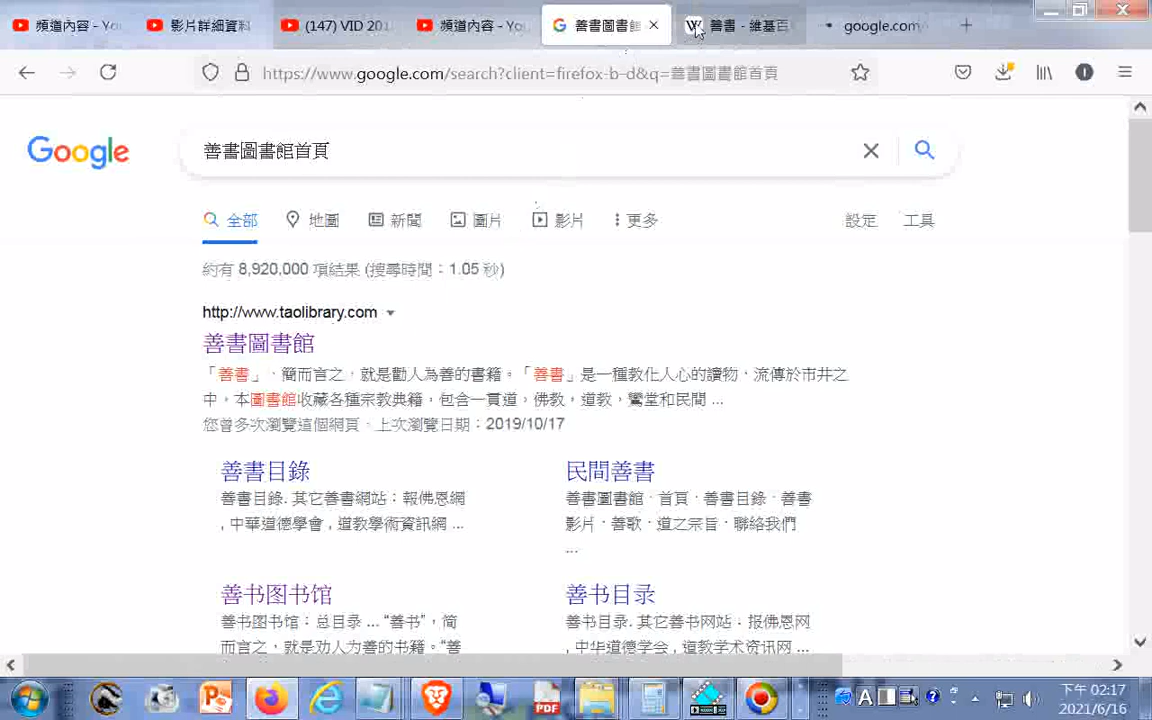 頻道內容 - Yo
影片詳細資料
(147) VID 201
頻道內容 - Yo
善書圖書館
善書 - 維基百
google.com/
https://www.google.com/search?client=firefox-b-d&q=善書圖書館首頁
Google
善書圖書館首頁
全部
地圖
新聞
圖片
影片
更多
設定
工具
約有 8,920,000 項結果 (搜尋時間：1.05 秒)
http://www.taolibrary.com
善書圖書館
「善書」，簡而言之，就是勸人為善的書籍。「善書」是一種教化人心的讀物，流傳於市井之
中，本圖書館收藏各種宗教典籍，包含一貫道，佛教，道教，鸞堂和民間 ...
您曾多次瀏覽這個網頁。上次瀏覽日期：2019/10/17
善書目錄
善書目錄. 其它善書網站：報佛恩網
, 中華道德學會 , 道教學術資訊網 ...
民間善書
善書圖書館 · 首頁 · 善書目錄 · 善書
影片 · 善歌 · 道之宗旨 · 聯絡我們
...
善书图书馆
善书图书馆：总目录 ... “善书”，简
而言之，就是劝人为善的书籍。“善
善书目录
善书目录. 其它善书网站：报佛恩网
, 中华道德学会 , 道教学术资讯网 ...
PDF
下午 02:17
2021/6/16